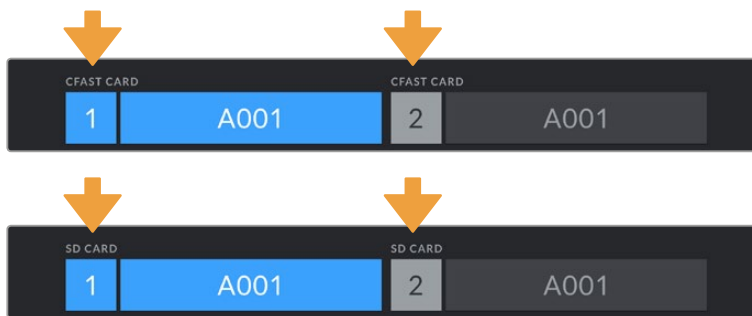 CFAST CARD CFAST CARD
1 A001 2 A001
SD CARD SD CARD
1 A001 2 A001